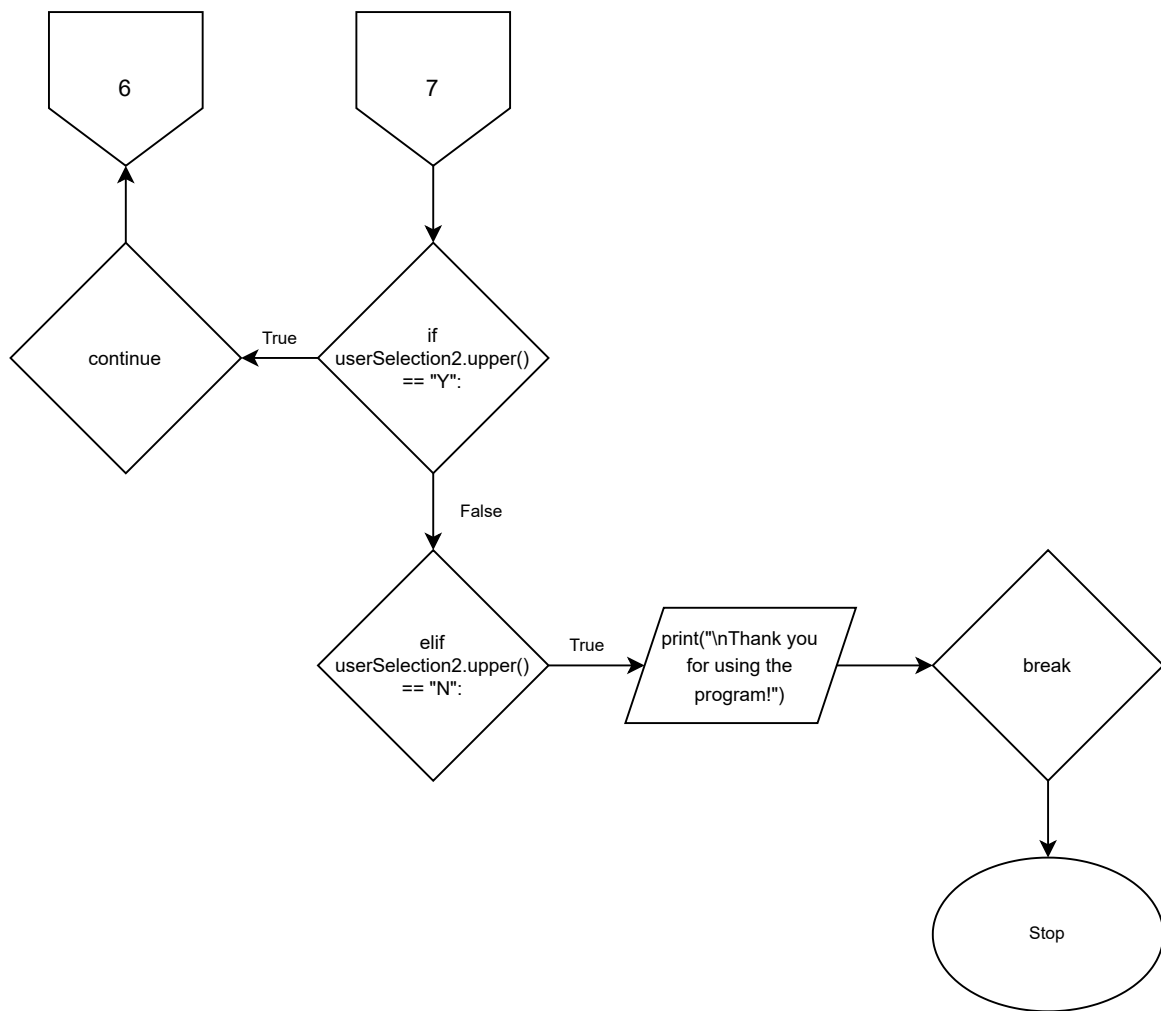 6
7
continue
True
if
userSelection2.upper()
== "Y":
False
elif
userSelection2.upper()
== "N":
True
print("\nThank you
for using the
program!")
break
Stop